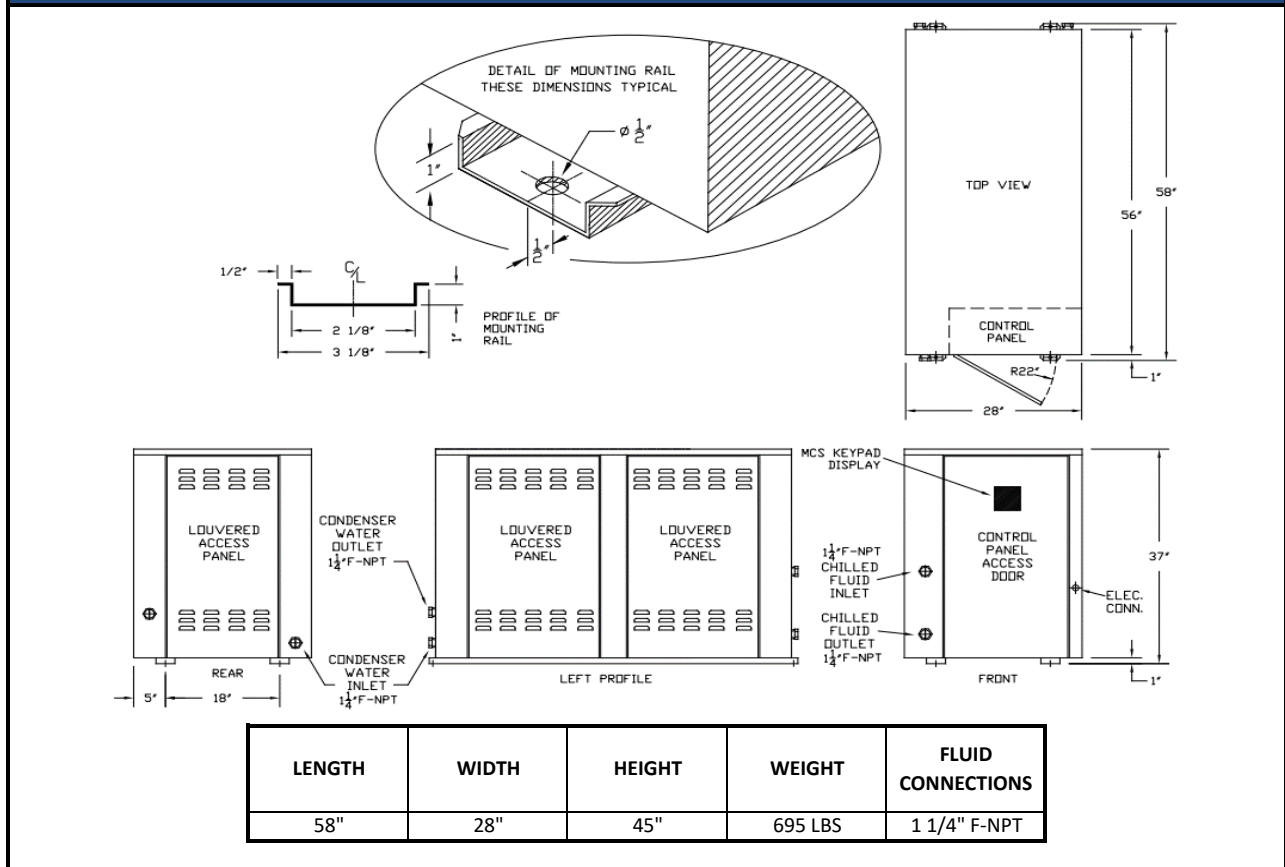 DETAIL OF MOUNTING RAIL
THESE DIMENSIONS TYPICAL
Ø 1/2"
1"
1/2"
TOP VIEW
58"
56"
CONTROL
PANEL
R22"
1"
28"
1/2"
C/L
2 1/8"
3 1/8"
1"
PROFILE OF
MOUNTING
RAIL
LOUVERED
ACCESS
PANEL
REAR
5"
18"
CONDENSER
WATER
OUTLET
1 1/4"F-NPT
CONDENSER
WATER
INLET
1 1/4"F-NPT
LOUVERED
ACCESS
PANEL
LOUVERED
ACCESS
PANEL
LEFT PROFILE
MCS KEYPAD
DISPLAY
1 1/4"F-NPT
CHILLED
FLUID
INLET
CHILLED
FLUID
OUTLET
1 1/4"F-NPT
CONTROL
PANEL
ACCESS
DOOR
37"
ELEC.
CONN.
FRONT
1"
LENGTH WIDTH HEIGHT WEIGHT FLUID
CONNECTIONS
58" 28" 45" 695 LBS 1 1/4" F-NPT